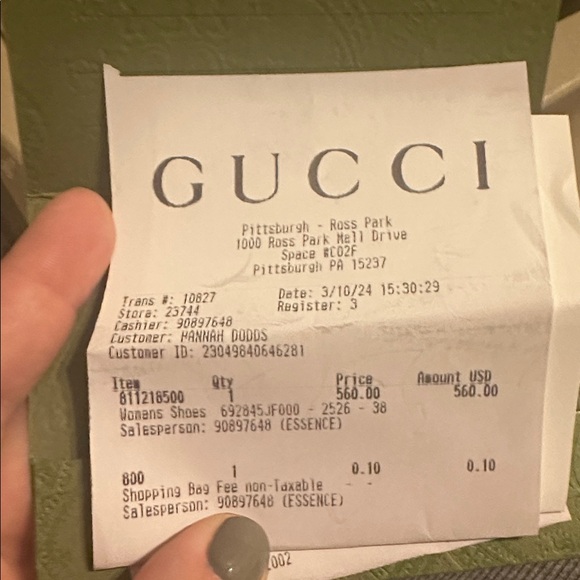 GUCCI
Pittsburgh - Ross Park
1000 Ross Park Mall Drive
Space #C02F
Pittsburgh PA 15237
Trans #: 10827 Date: 3/10/24 15:30:29
Store: 23744 Register: 3
Cashier: 90897648
Customer: HANNAH DODDS
Customer ID: 23049840646281
Item Qty Price Amount USD
811218500 1 560.00 560.00
Womans Shoes 692845JF000 - 2526 - 38
Salesperson: 90897648 (ESSENCE)
800 1 0.10 0.10
Shopping Bag Fee non-Taxable - -
Salesperson: 90897648 (ESSENCE)
002